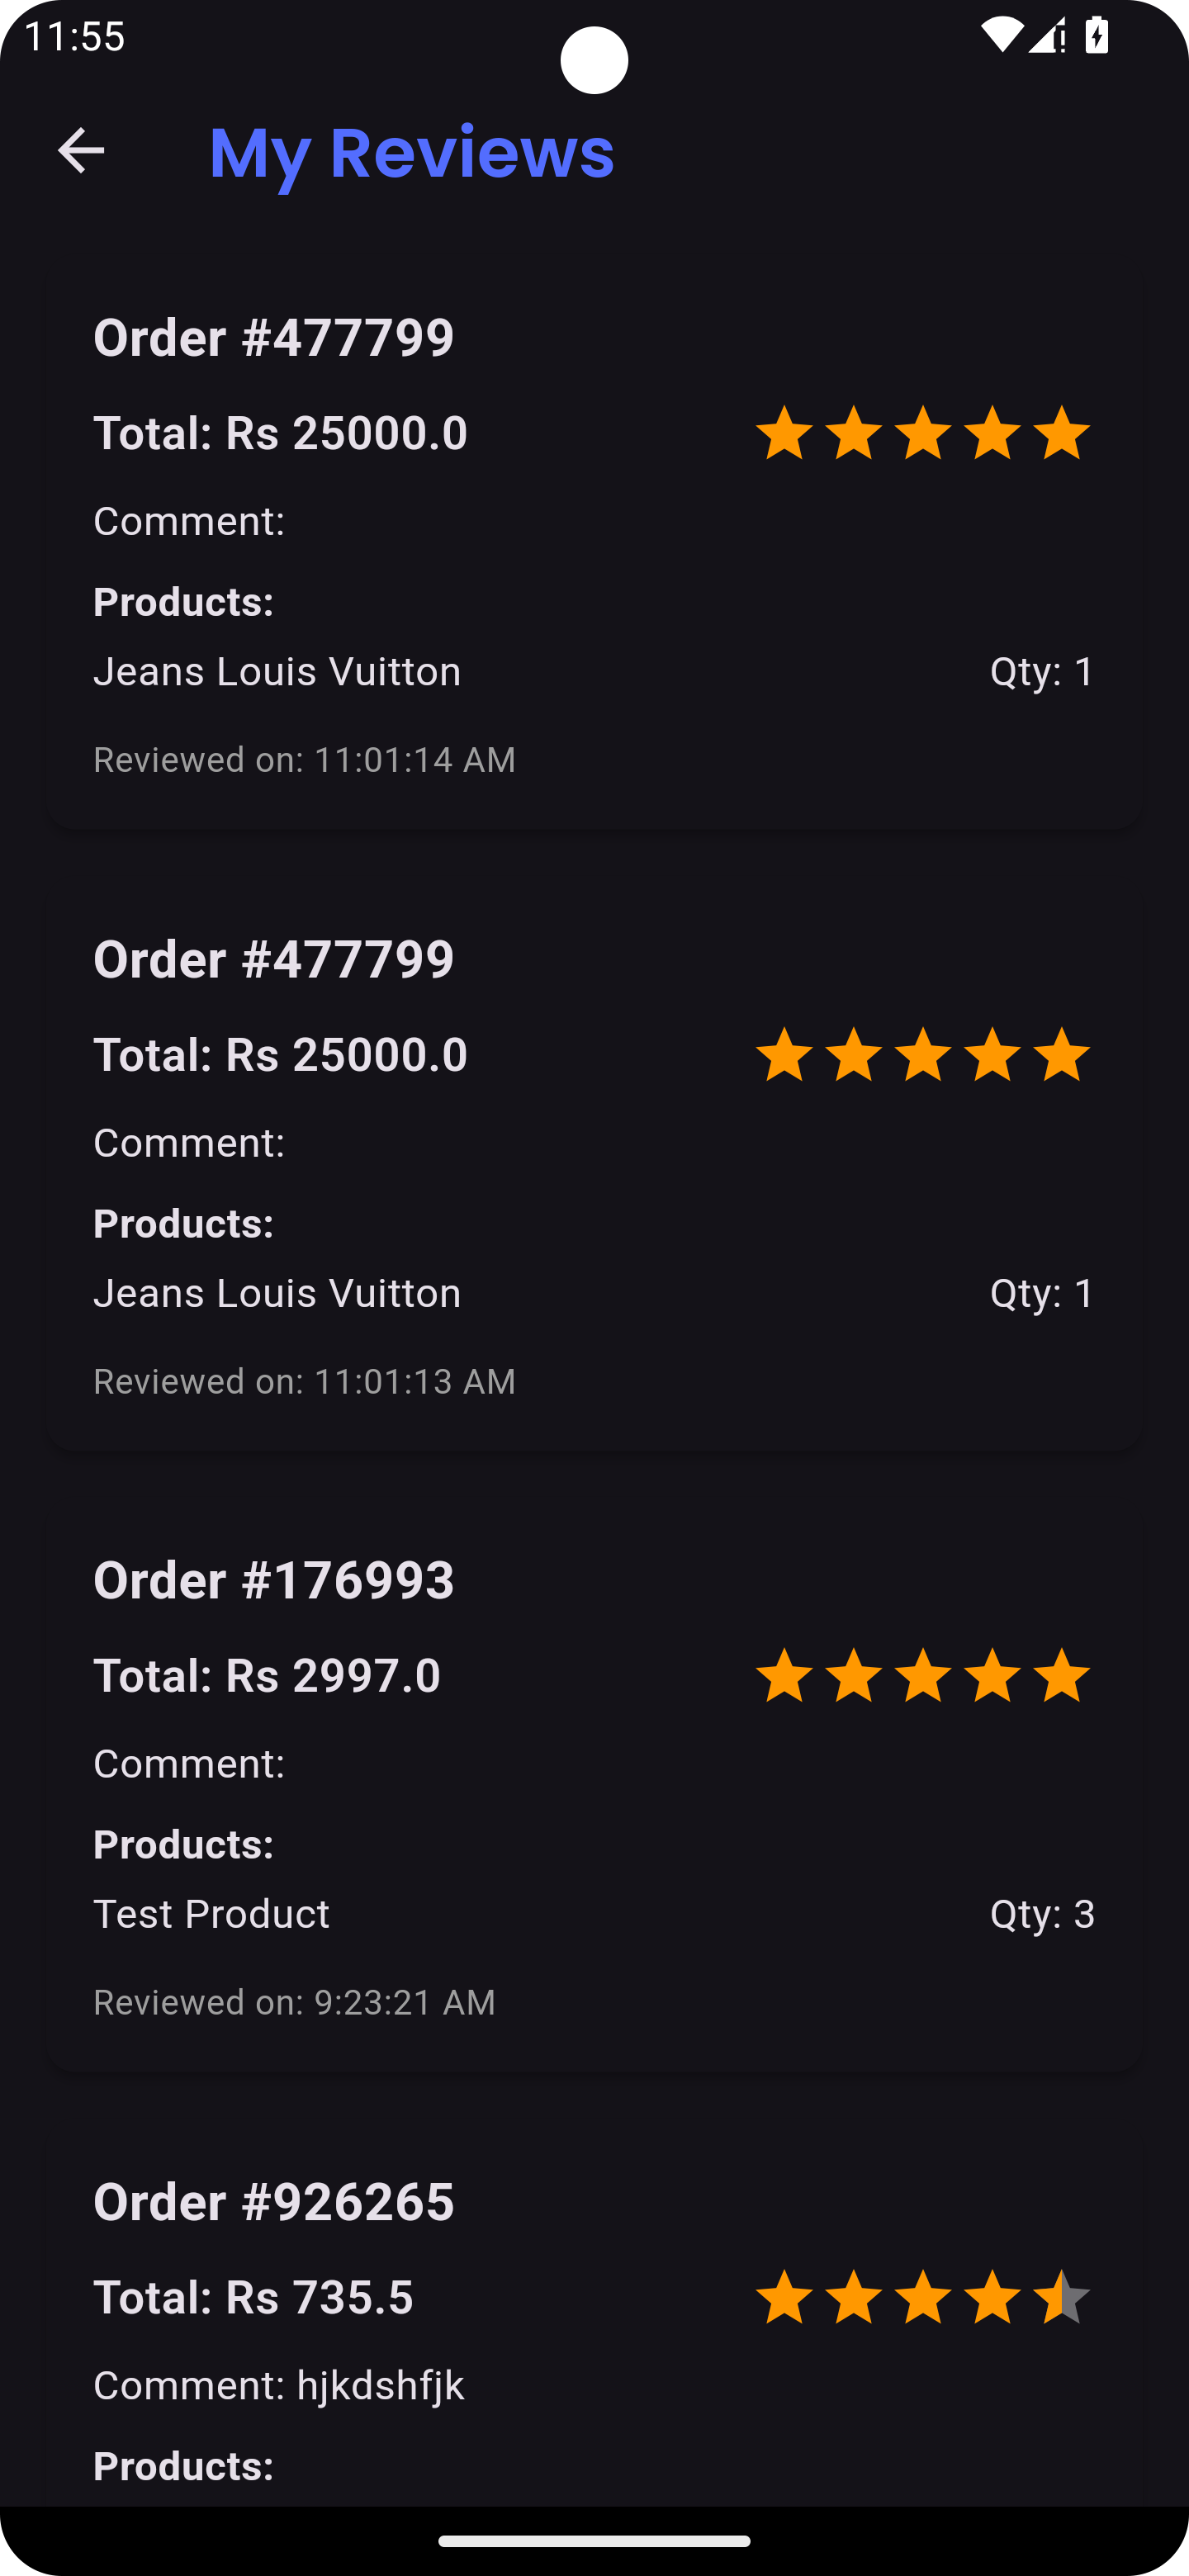 11:55
My Reviews
Order #477799
Total: Rs 25000.0
Comment:
Products:
Jeans Louis Vuitton Qty: 1
Reviewed on: 11:01:14 AM
Order #477799
Total: Rs 25000.0
Comment:
Products:
Jeans Louis Vuitton Qty: 1
Reviewed on: 11:01:13 AM
Order #176993
Total: Rs 2997.0
Comment:
Products:
Test Product Qty: 3
Reviewed on: 9:23:21 AM
Order #926265
Total: Rs 735.5
Comment: hjkdshfjk
Products: